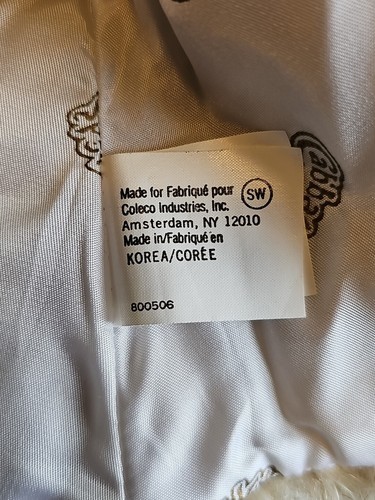 Made for Fabriqué pour
Coleco Industries, Inc.
SW
Amsterdam, NY 12010
Made in/Fabriqué en
KOREA/CORÉE
800506